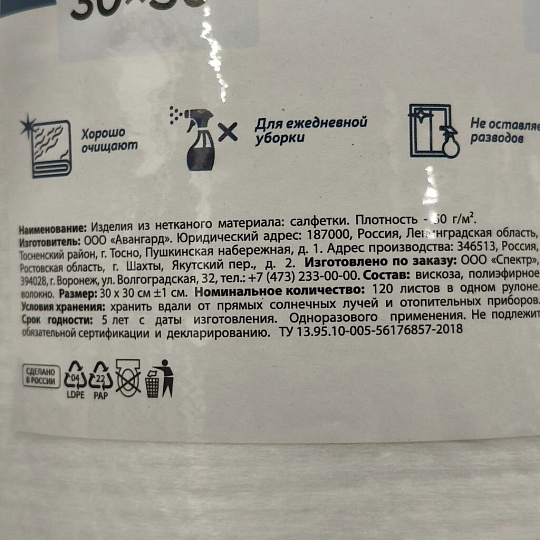 30×30
Хорошо
очищают
Для ежедневной
уборки
Не оставля
разводов
Наименование: Изделия из нетканого материала: салфетки. Плотность - 50 г/м².
Изготовитель: ООО «Авангард». Юридический адрес: 187000, Россия, Ленинградская область,
Тосненский район, г. Тосно, Пушкинская набережная, д. 1. Адрес производства: 346513, Россия,
Ростовская область, г. Шахты, Якутский пер., д. 2. Изготовлено по заказу: ООО «Спектр»,
394028, г. Воронеж, ул. Волгоградская, 32, тел.: +7 (473) 233-00-00. Состав: вискоза, полиэфирное
волокно. Размер: 30 х 30 см ±1 см. Номинальное количество: 120 листов в одном рулоне.
Условия хранения: хранить вдали от прямых солнечных лучей и отопительных приборов.
Срок годности: 5 лет с даты изготовления. Одноразового применения. Не подлежит
обязательной сертификации и декларированию. ТУ 13.95.10-005-56176857-2018
СДЕЛАНО
В РОССИИ
04
LDPE
22
PAP